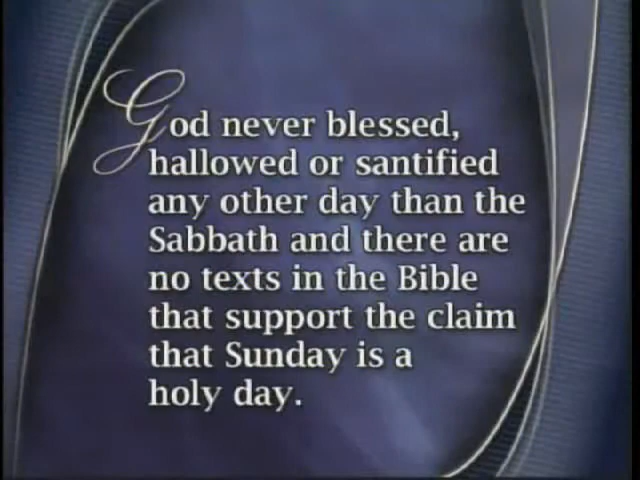 God never blessed,
hallowed or santified
any other day than the
Sabbath and there are
no texts in the Bible
that support the claim
that Sunday is a
holy day.